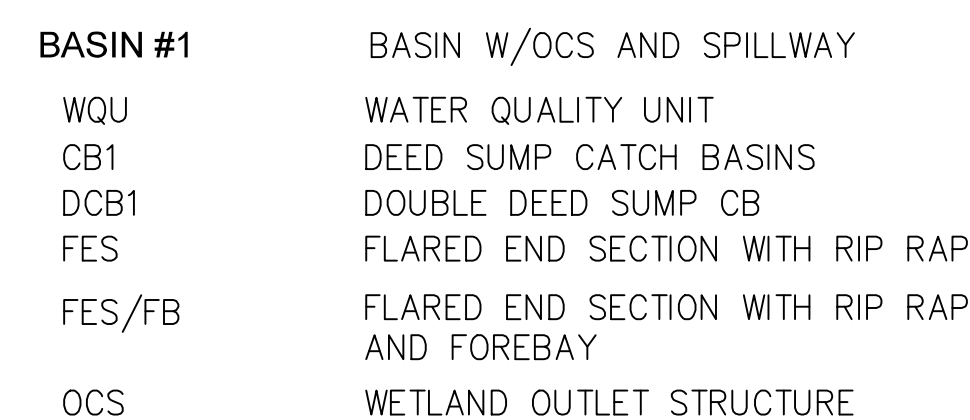 BASIN #1 BASIN W/OCS AND SPILLWAY
WQU WATER QUALITY UNIT
CB1 DEED SUMP CATCH BASINS
DCB1 DOUBLE DEED SUMP CB
FES FLARED END SECTION WITH RIP RAP
FES/FB FLARED END SECTION WITH RIP RAP
AND FOREBAY
OCS WETLAND OUTLET STRUCTURE